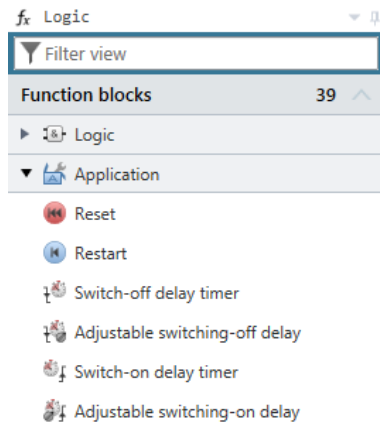 fx Logic
Filter view
Function blocks 39
& Logic
Application
Reset
Restart
Switch-off delay timer
Adjustable switching-off delay
Switch-on delay timer
Adjustable switching-on delay